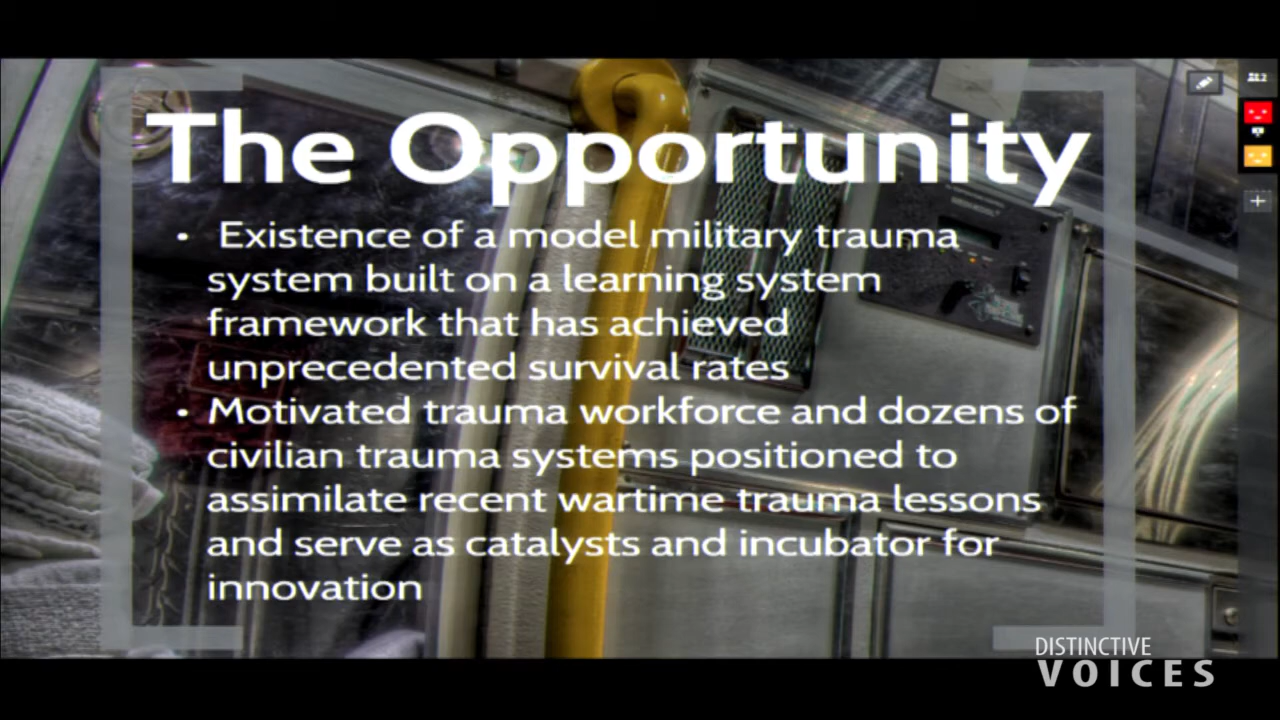 The Opportunity
• Existence of a model military trauma
system built on a learning system
framework that has achieved
unprecedented survival rates
• Motivated trauma workforce and dozens of
civilian trauma systems positioned to
assimilate recent wartime trauma lessons
and serve as catalysts and incubator for
innovation
DISTINCTIVE
VOICES